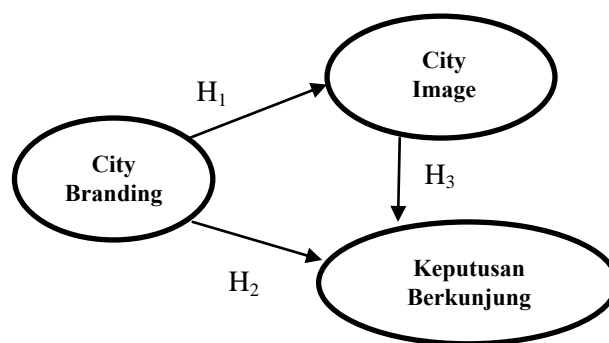 City
Image
H₁
City
Branding
H₃
H₂
Keputusan
Berkunjung